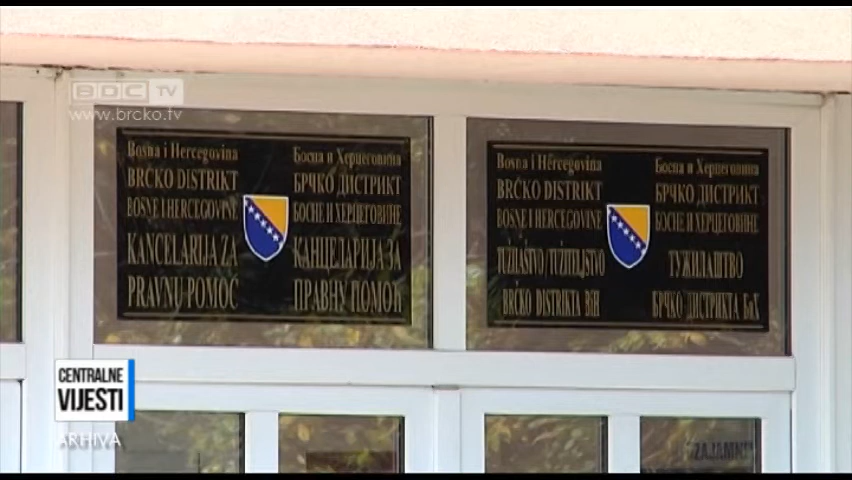 BDC TV
www.brcko.tv
Bosna i Hercegovina
BRČKO DISTRIKT
BOSNE I HERCEGOVINE
KANCELARIJA ZA
PRAVNU POMOĆ
Босна и Херцеговина
БРЧКО ДИСТРИКТ
БОСНЕ И ХЕРЦЕГОВИНЕ
КАНЦЕЛАРИЈА ЗА
ПРАВНУ ПОМОЋ
Bosna i Hercegovina
BRČKO DISTRIKT
BOSNE I HERCEGOVINE
TUŽILAŠTVO/TUŽITELJSTVO
BRČKO DISTRIKTA BIH
Босна и Херцеговина
БРЧКО ДИСТРИКТ
БОСНЕ И ХЕРЦЕГОВИНЕ
ТУЖИЛАШТВО
БРЧКО ДИСТРИКТА БиХ
CENTRALNE
VIJESTI
ARHIVA